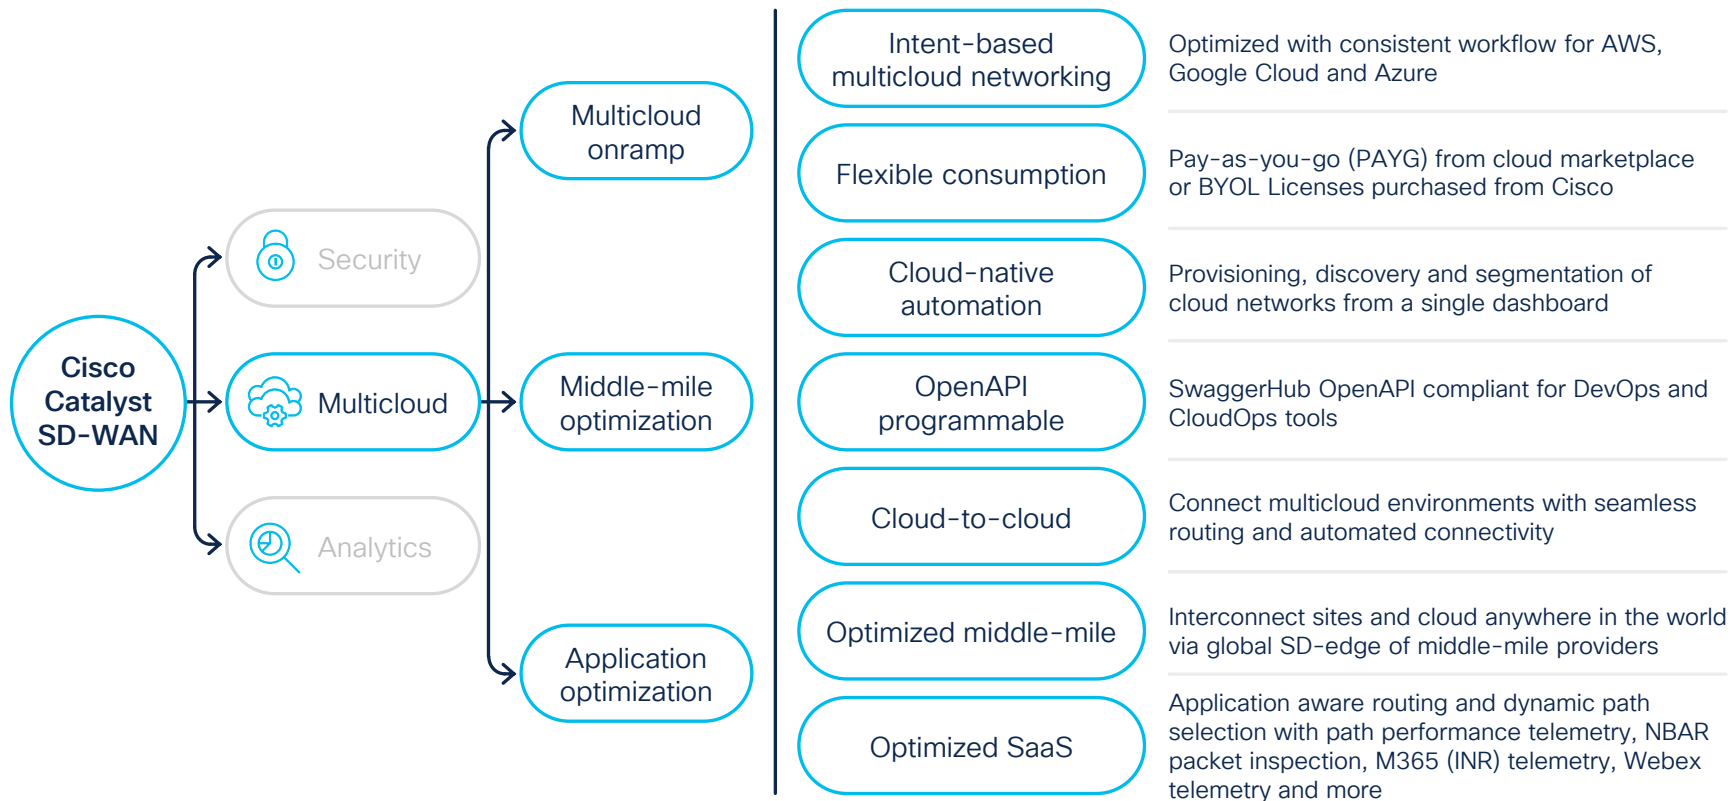 Cisco
Catalyst
SD-WAN
Security
Multicloud
Analytics
Multicloud
onramp
Middle-mile
optimization
Application
optimization
Intent-based
multicloud networking
Optimized with consistent workflow for AWS,
Google Cloud and Azure
Flexible consumption
Pay-as-you-go (PAYG) from cloud marketplace
or BYOL Licenses purchased from Cisco
Cloud-native
automation
Provisioning, discovery and segmentation of
cloud networks from a single dashboard
OpenAPI
programmable
SwaggerHub OpenAPI compliant for DevOps and
CloudOps tools
Cloud-to-cloud
Connect multicloud environments with seamless
routing and automated connectivity
Optimized middle-mile
Interconnect sites and cloud anywhere in the world
via global SD-edge of middle-mile providers
Optimized SaaS
Application aware routing and dynamic path
selection with path performance telemetry, NBAR
packet inspection, M365 (INR) telemetry, Webex
telemetry and more